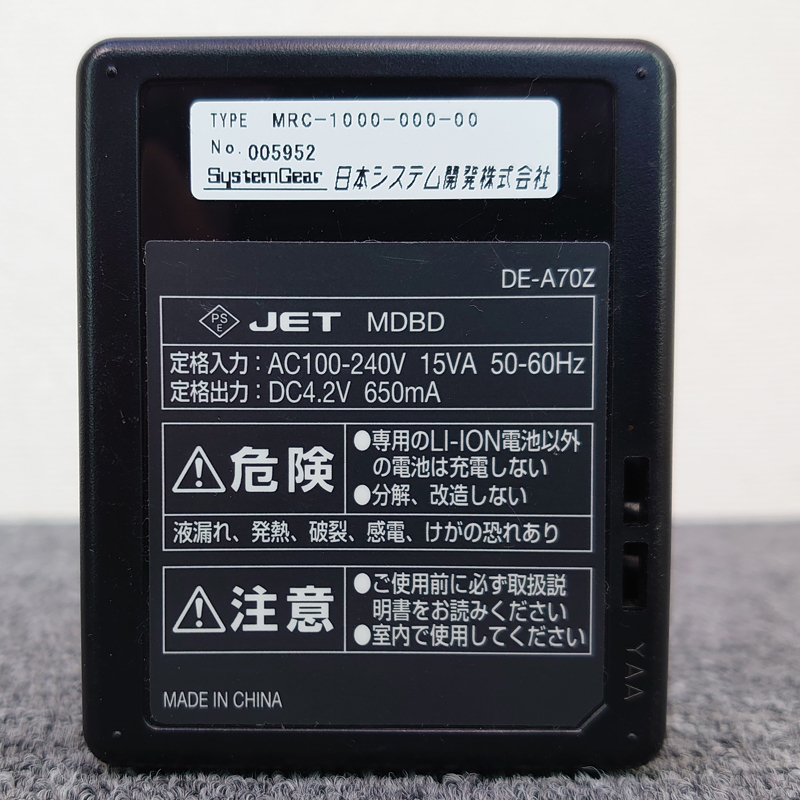 TYPE MRC-1000-000-00
No. 005952
SystemGear 日本システム開発株式会社
DE-A70Z
PSE JET MDBD
定格入力：AC100-240V 15VA 50-60Hz
定格出力：DC4.2V 650mA
危険
●専用のLI-ION電池以外
の電池は充電しない
●分解、改造しない
液漏れ、発熱、破裂、感電、けがの恐れあり
注意
●ご使用前に必ず取扱説
明書をお読みください
●室内で使用してください
MADE IN CHINA
YAA